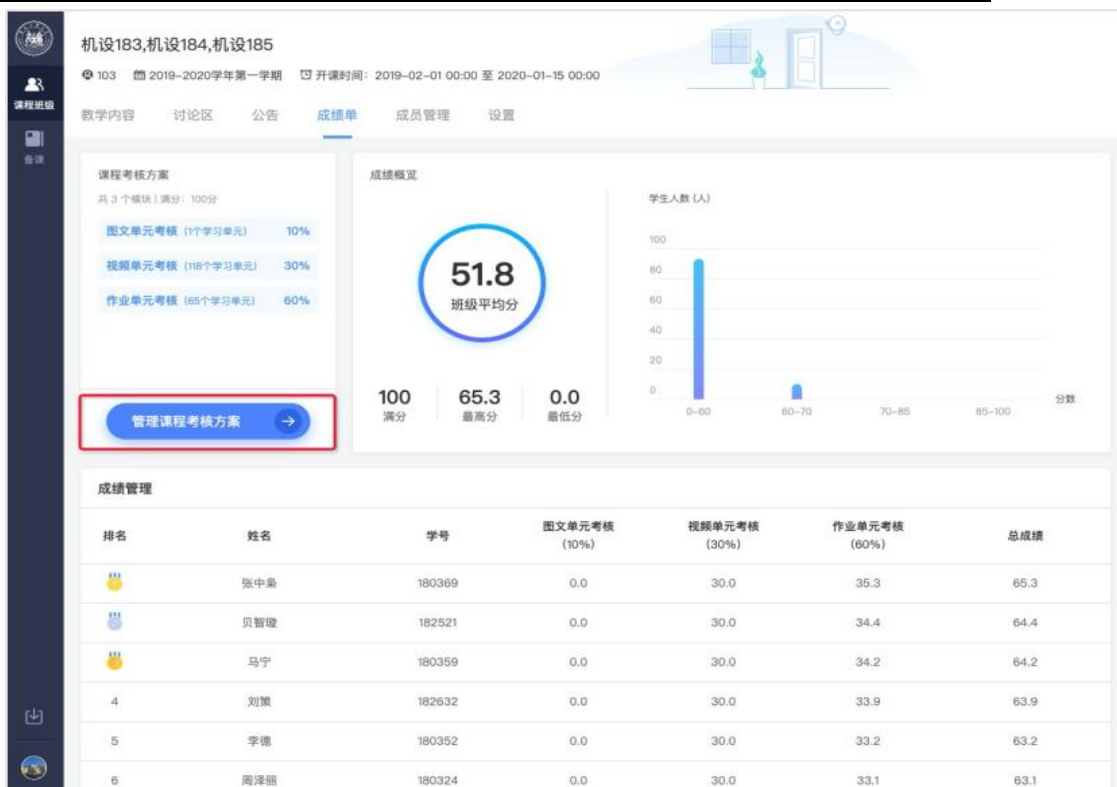 机设183,机设184,机设185
103 2019-2020学年第一学期 开课时间：2019-02-01 00:00 至 2020-01-15 00:00
课程班级
备课
教学内容 讨论区 公告 成绩单 成员管理 设置
课程考核方案
共 3 个模块 | 满分：100分
图文单元考核 (1个学习单元) 10%
视频单元考核 (118个学习单元) 30%
作业单元考核 (65个学习单元) 60%
管理课程考核方案
成绩概览
51.8
班级平均分
100 65.3 0.0
满分 最高分 最低分
学生人数 (人)
100
80
60
40
20
0
0-60 60-70 70-85 85-100 分数
成绩管理
排名 姓名 学号 图文单元考核 视频单元考核 作业单元考核 总成绩
(10%) (30%) (60%)
张中枭 180369 0.0 30.0 35.3 65.3
贝智璇 182521 0.0 30.0 34.4 64.4
马宁 180359 0.0 30.0 34.2 64.2
4 刘策 182632 0.0 30.0 33.9 63.9
5 李德 180352 0.0 30.0 33.2 63.2
6 周泽丽 180324 0.0 30.0 33.1 63.1